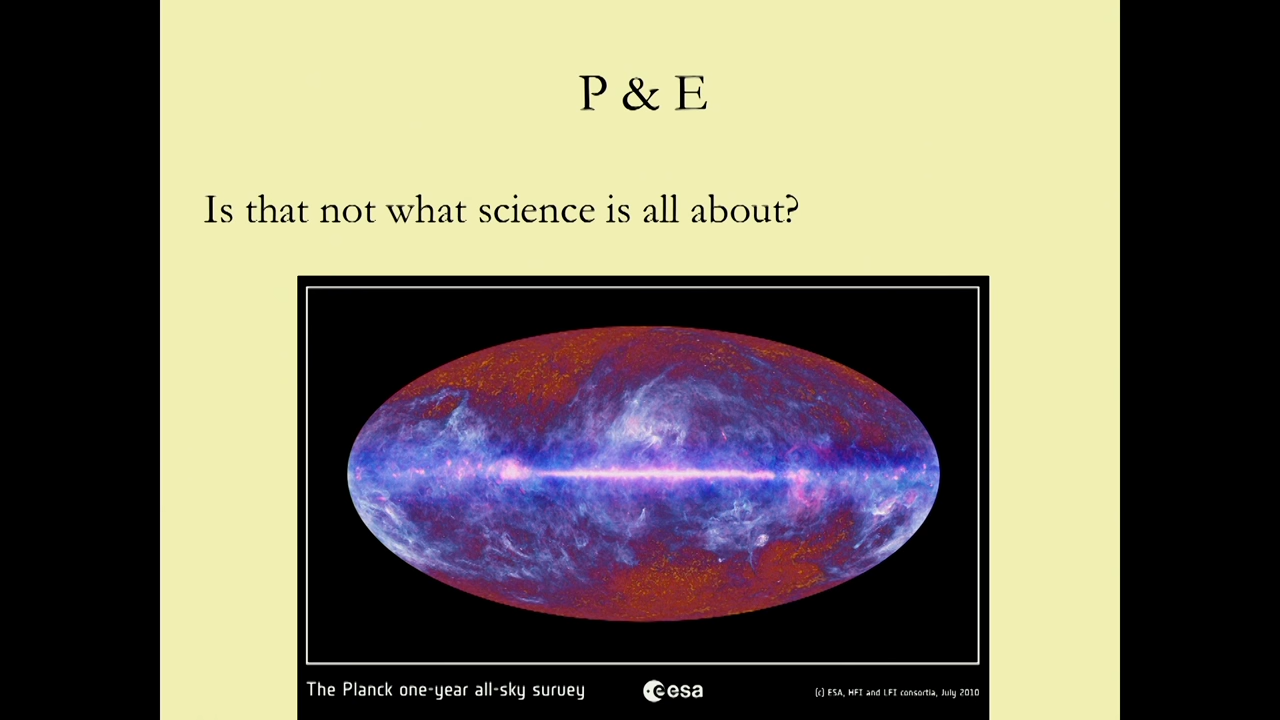 P & E
Is that not what science is all about?
The Planck one-year all-sky survey
esa
(c) ESA, HFI and LFI consortia, July 2010